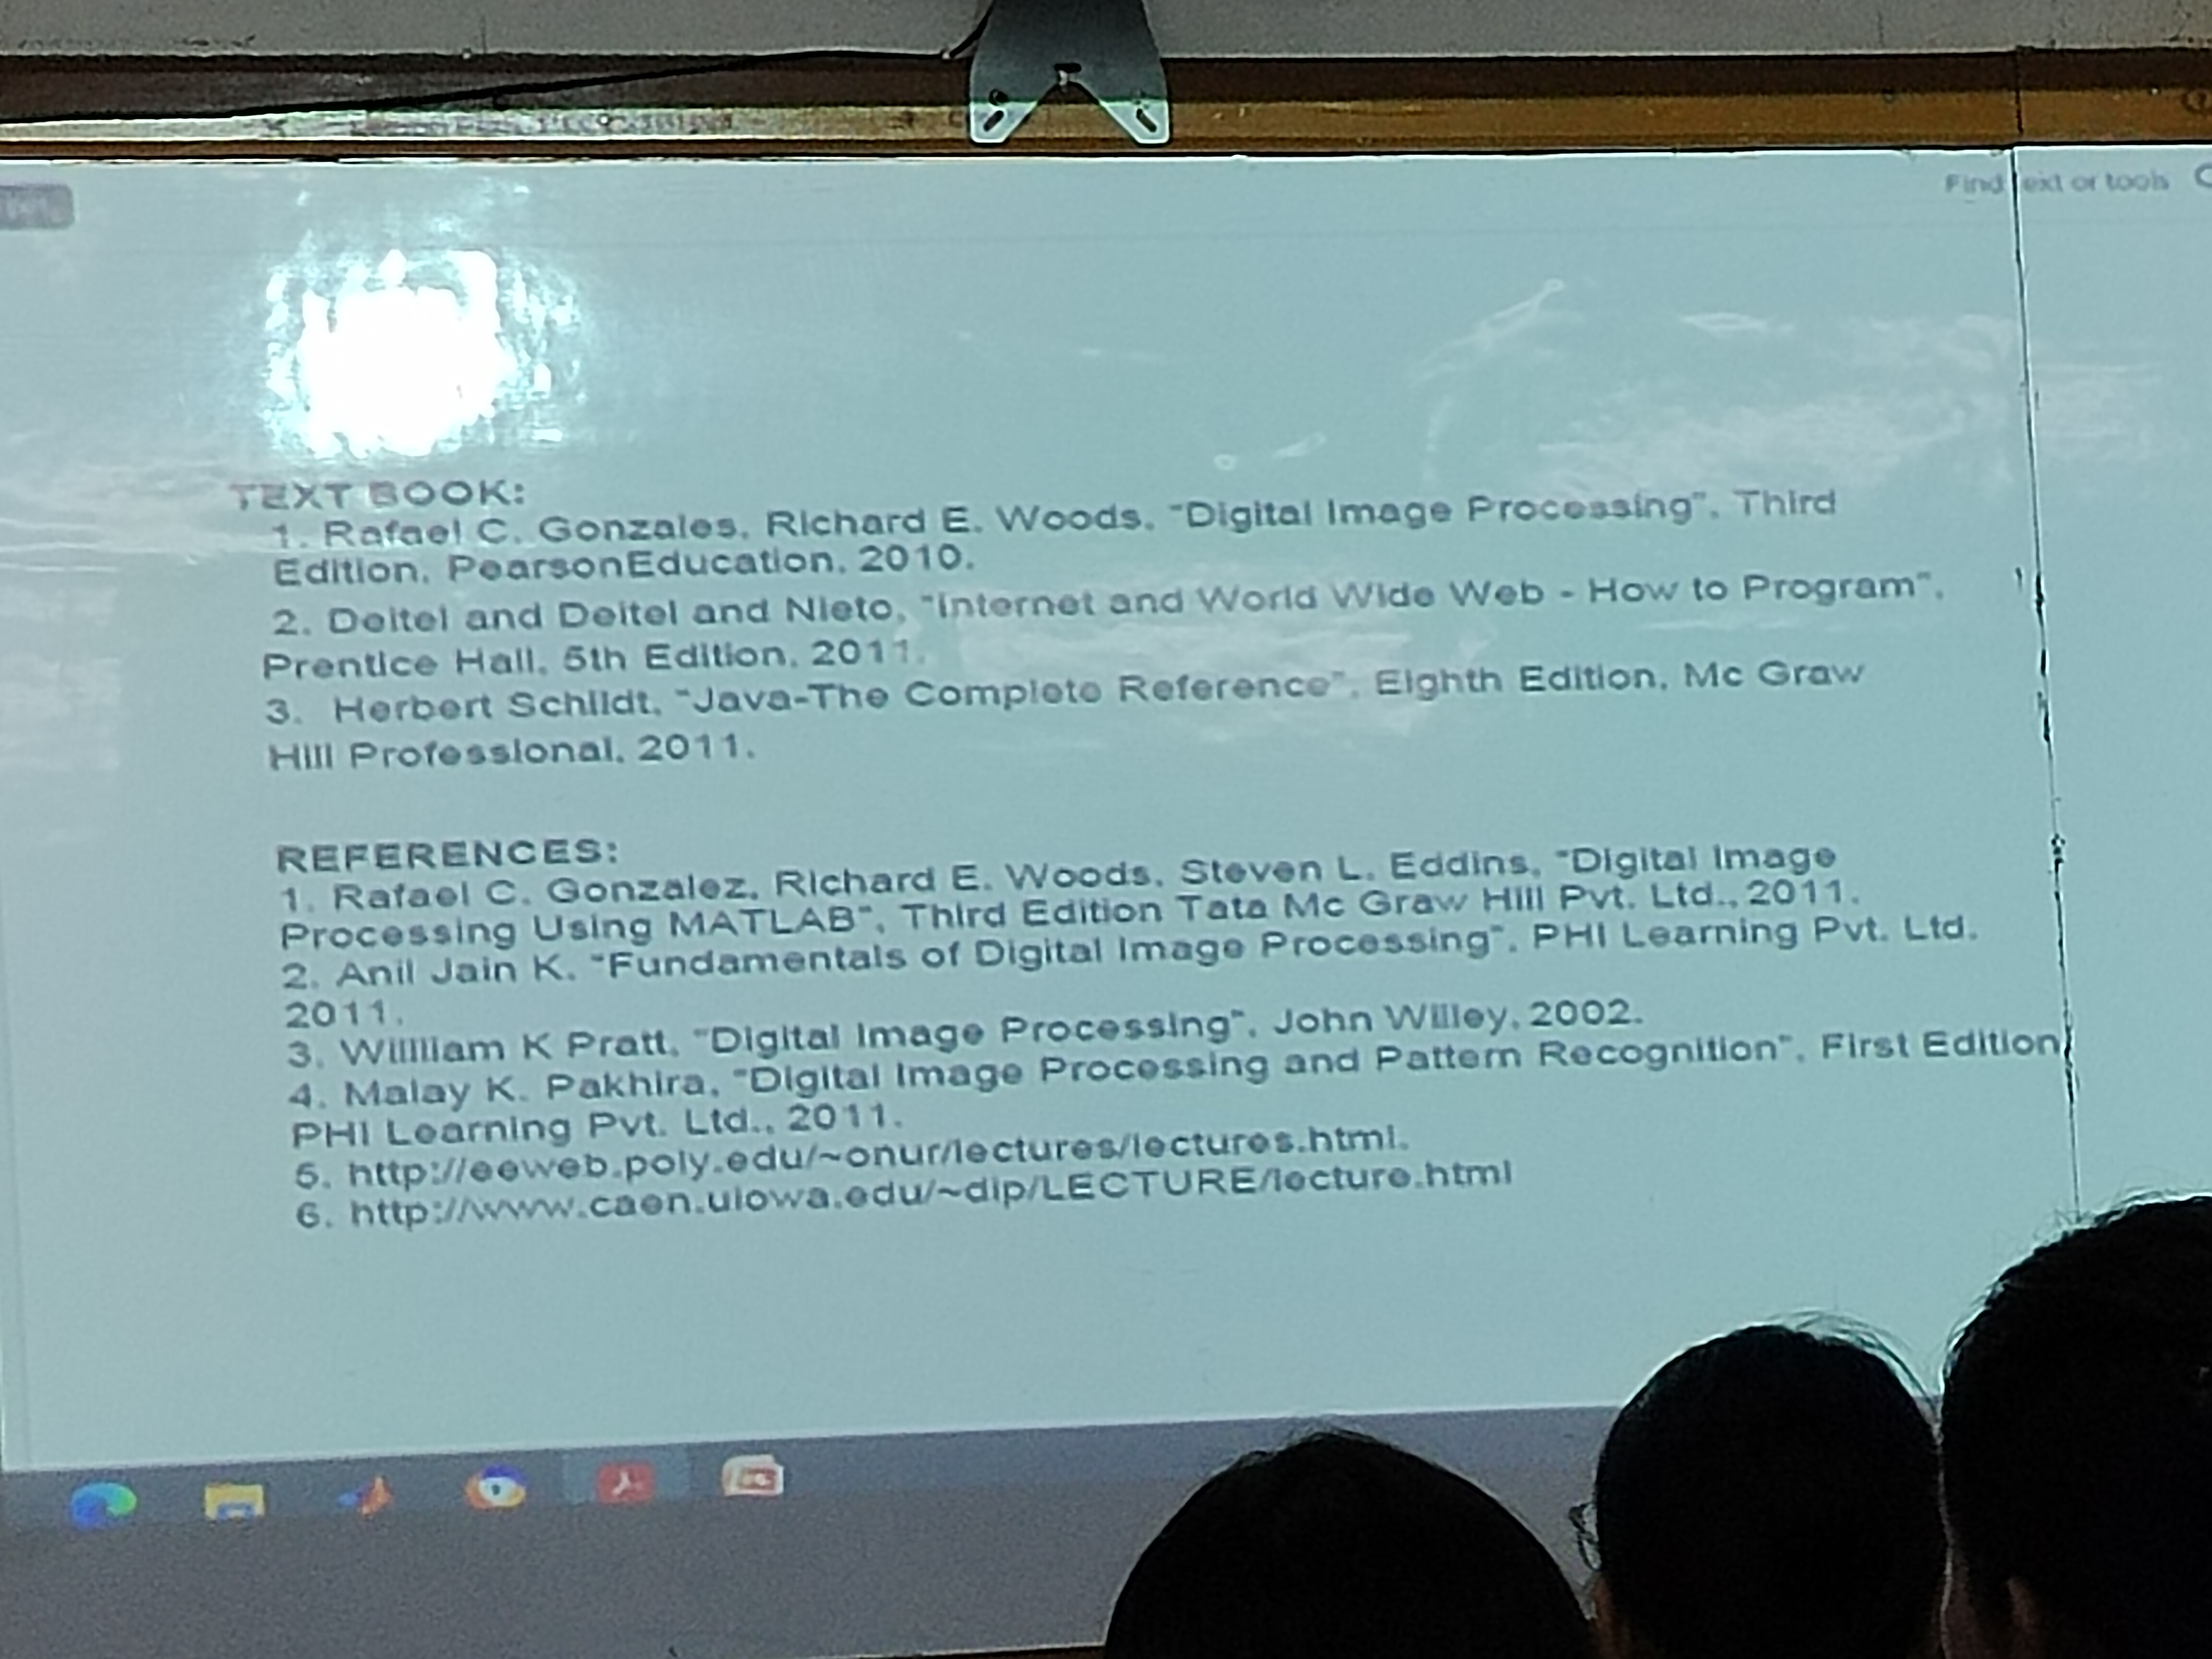 Find text or tools
TEXT BOOK:
1. Rafael C. Gonzales, Richard E. Woods, "Digital Image Processing", Third
Edition, PearsonEducation, 2010.
2. Deitel and Deitel and Nieto, "Internet and World Wide Web - How to Program",
Prentice Hall, 5th Edition, 2011.
3. Herbert Schildt, "Java-The Complete Reference", Eighth Edition, Mc Graw
Hill Professional, 2011.
REFERENCES:
1. Rafael C. Gonzalez, Richard E. Woods, Steven L. Eddins, "Digital Image
Processing Using MATLAB", Third Edition Tata Mc Graw Hill Pvt. Ltd., 2011.
2. Anil Jain K. "Fundamentals of Digital Image Processing", PHI Learning Pvt. Ltd.
2011.
3. Willliam K Pratt, "Digital Image Processing", John Willey, 2002.
4. Malay K. Pakhira, "Digital Image Processing and Pattern Recognition", First Edition
PHI Learning Pvt. Ltd., 2011.
5. http://eeweb.poly.edu/~onur/lectures/lectures.html.
6. http://www.caen.uiowa.edu/~dip/LECTURE/lecture.html